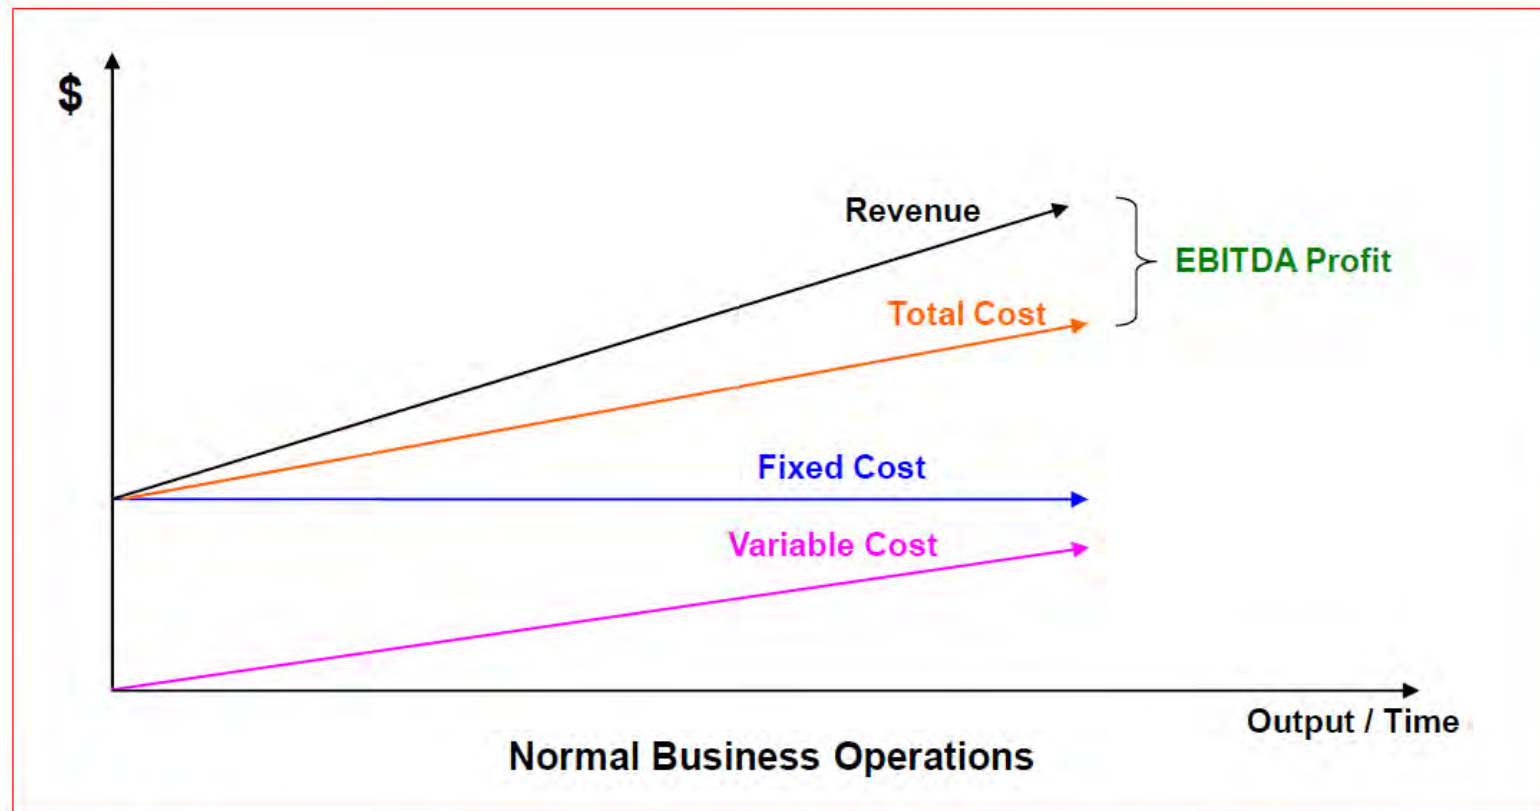 $
Revenue
EBITDA Profit
Total Cost
Fixed Cost
Variable Cost
Output / Time
Normal Business Operations